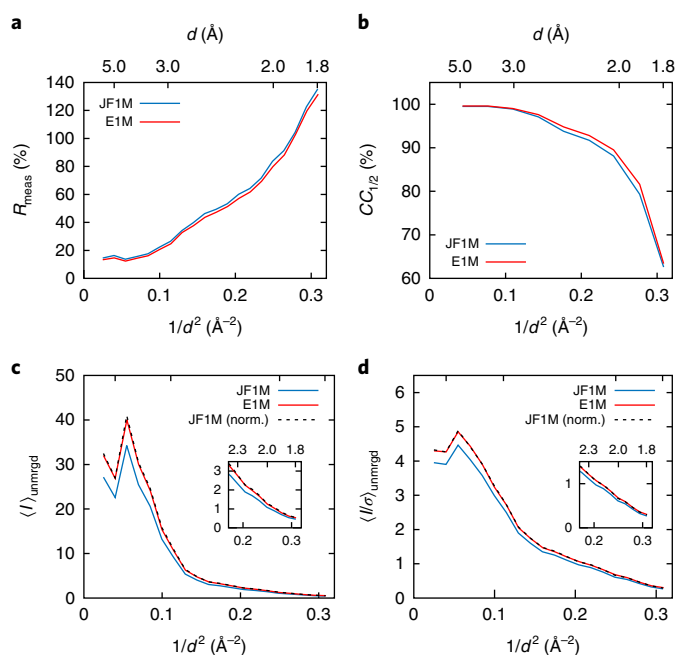 a
d (Å)
5.0 3.0 2.0 1.8
140
120
100
80
60
40
20
0
R_meas (%)
JF1M
E1M
0 0.1 0.2 0.3
1/d² (Å⁻²)
b
d (Å)
5.0 3.0 2.0 1.8
100
90
80
70
60
CC_1/2 (%)
JF1M
E1M
0 0.1 0.2 0.3
1/d² (Å⁻²)
c
50
40
30
20
10
0
⟨I⟩_unmrgd
JF1M
E1M
JF1M (norm.)
2.3 2.0 1.8
3
2
1
0
0.2 0.3
0 0.1 0.2 0.3
1/d² (Å⁻²)
d
6
5
4
3
2
1
0
⟨I/σ⟩_unmrgd
JF1M
E1M
JF1M (norm.)
2.3 2.0 1.8
1
0
0.2 0.3
0 0.1 0.2 0.3
1/d² (Å⁻²)